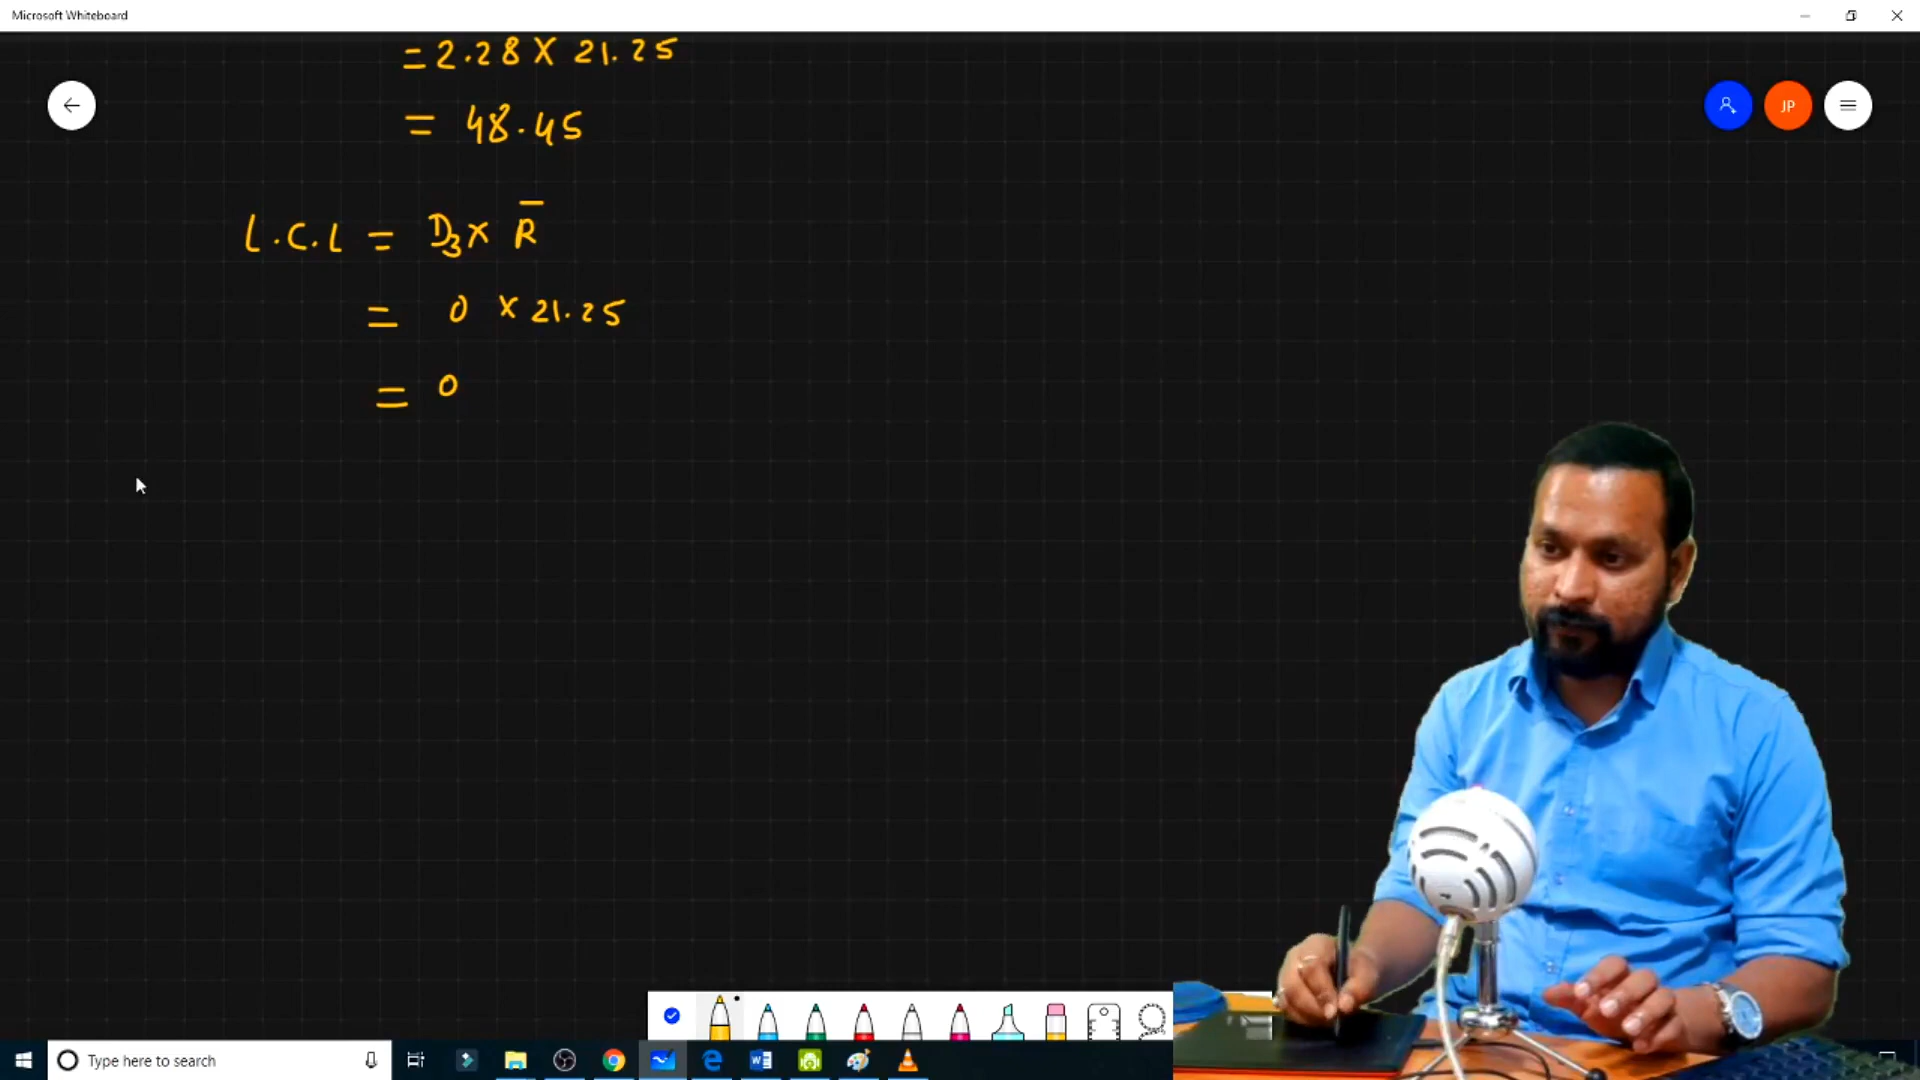 Microsoft Whiteboard
= 2.28 X 21.25
= 48.45
JP
L.C.L = D₃ x R̅
= 0 x 21.25
= 0
Type here to search